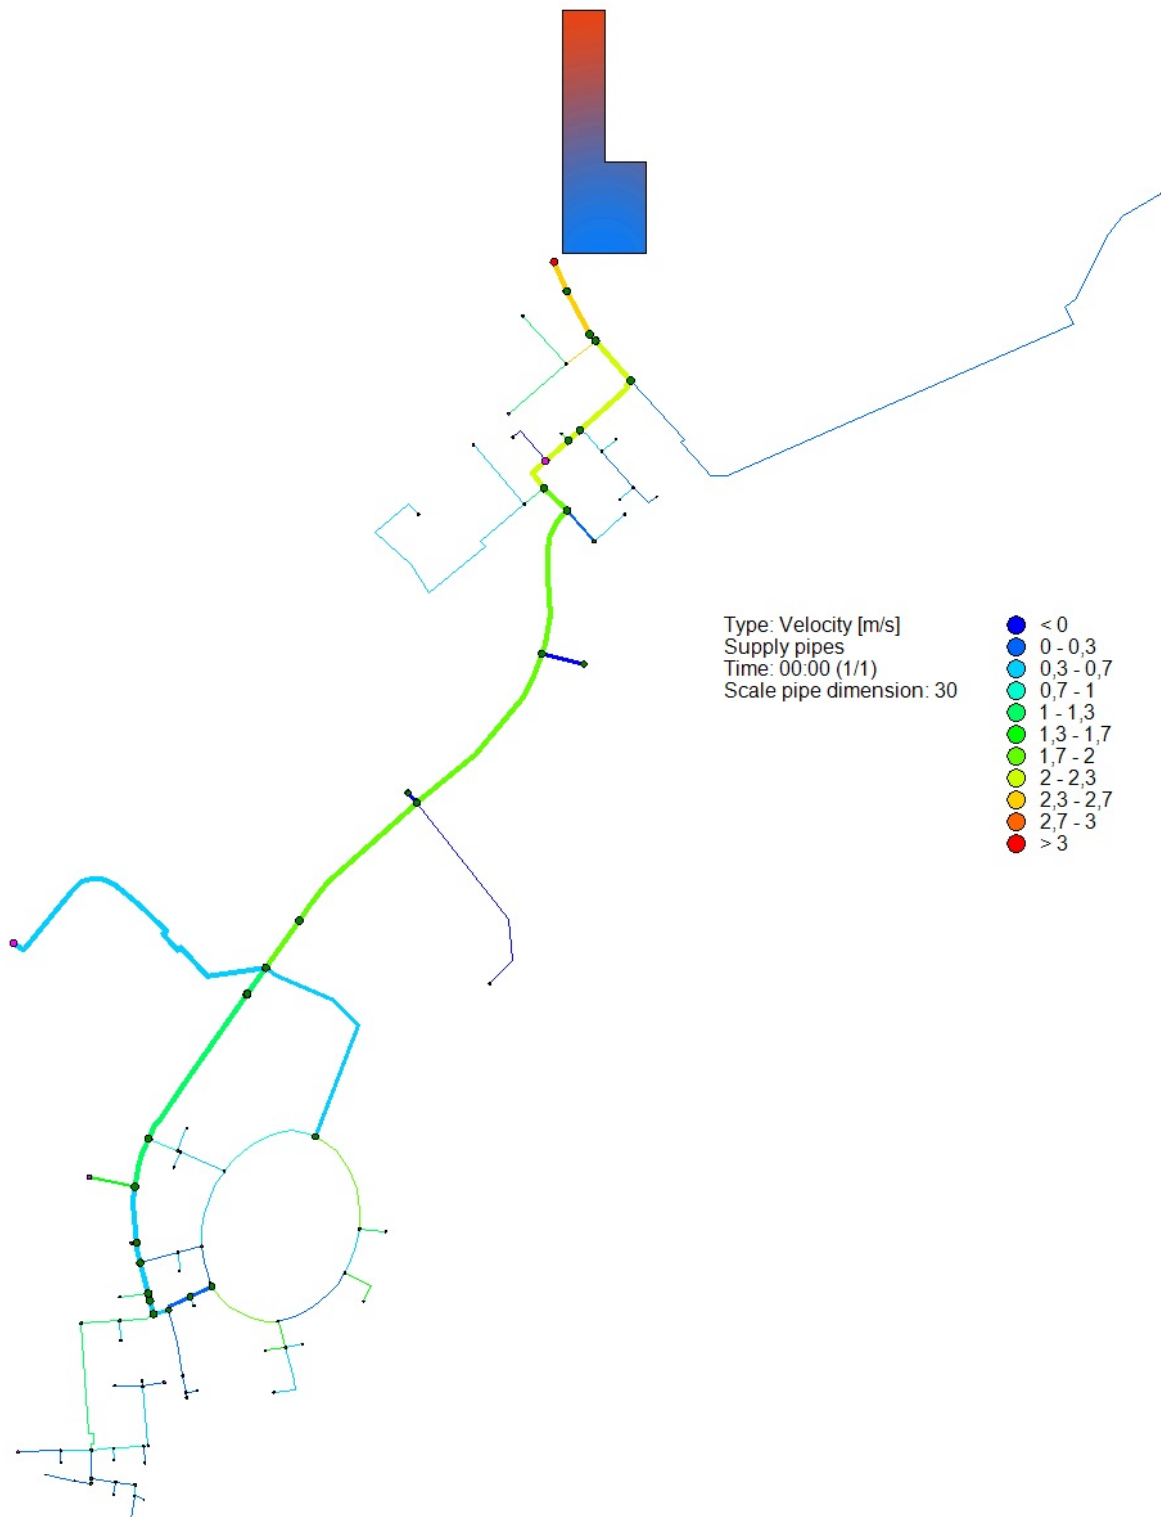 Type: Velocity [m/s]
Supply pipes
Time: 00:00 (1/1)
Scale pipe dimension: 30
< 0
0 - 0,3
0,3 - 0,7
0,7 - 1
1 - 1,3
1,3 - 1,7
1,7 - 2
2 - 2,3
2,3 - 2,7
2,7 - 3
> 3